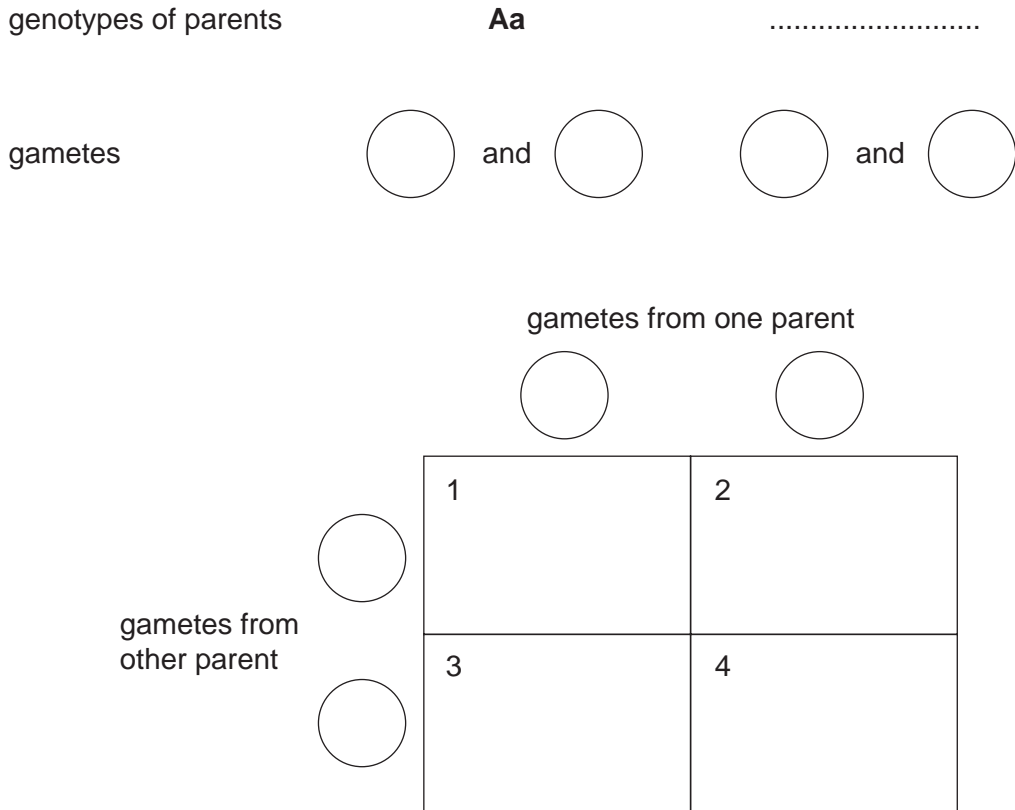 genotypes of parents Aa ..........................
gametes and and
gametes from one parent
1 2
gametes from
other parent
3 4